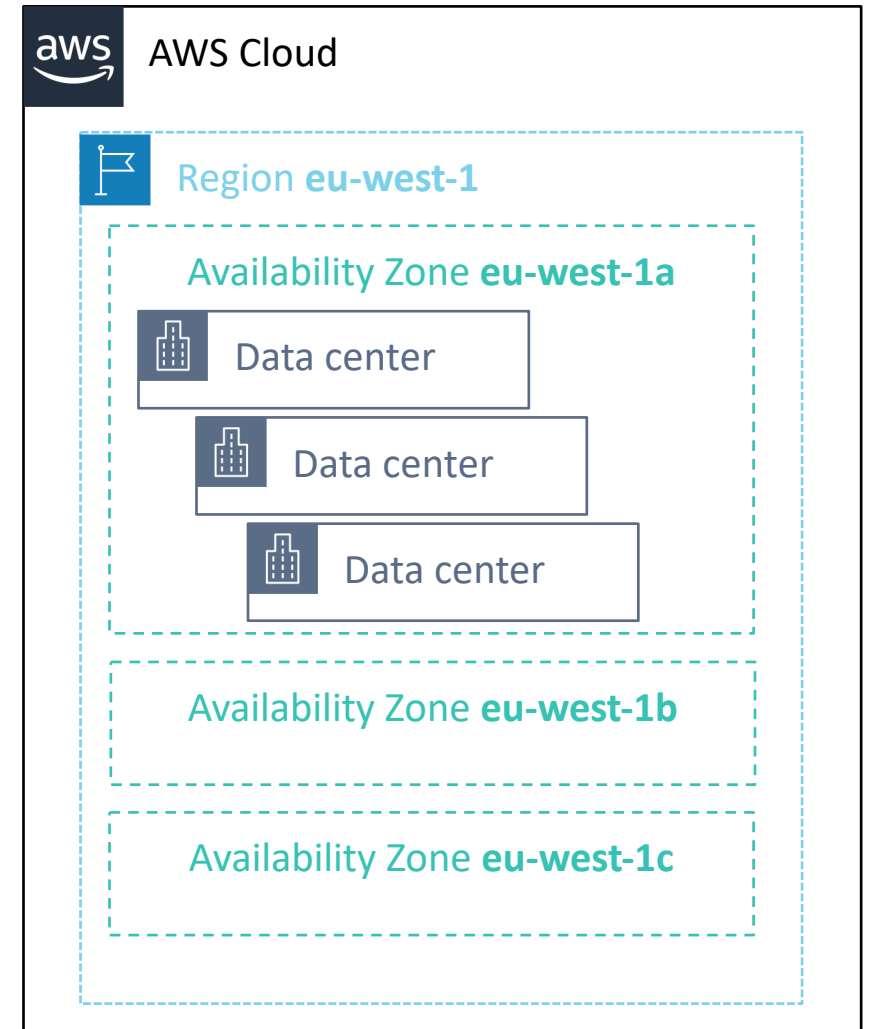 aws
AWS Cloud
Region eu-west-1
Availability Zone eu-west-1a
Data center
Data center
Data center
Availability Zone eu-west-1b
Availability Zone eu-west-1c